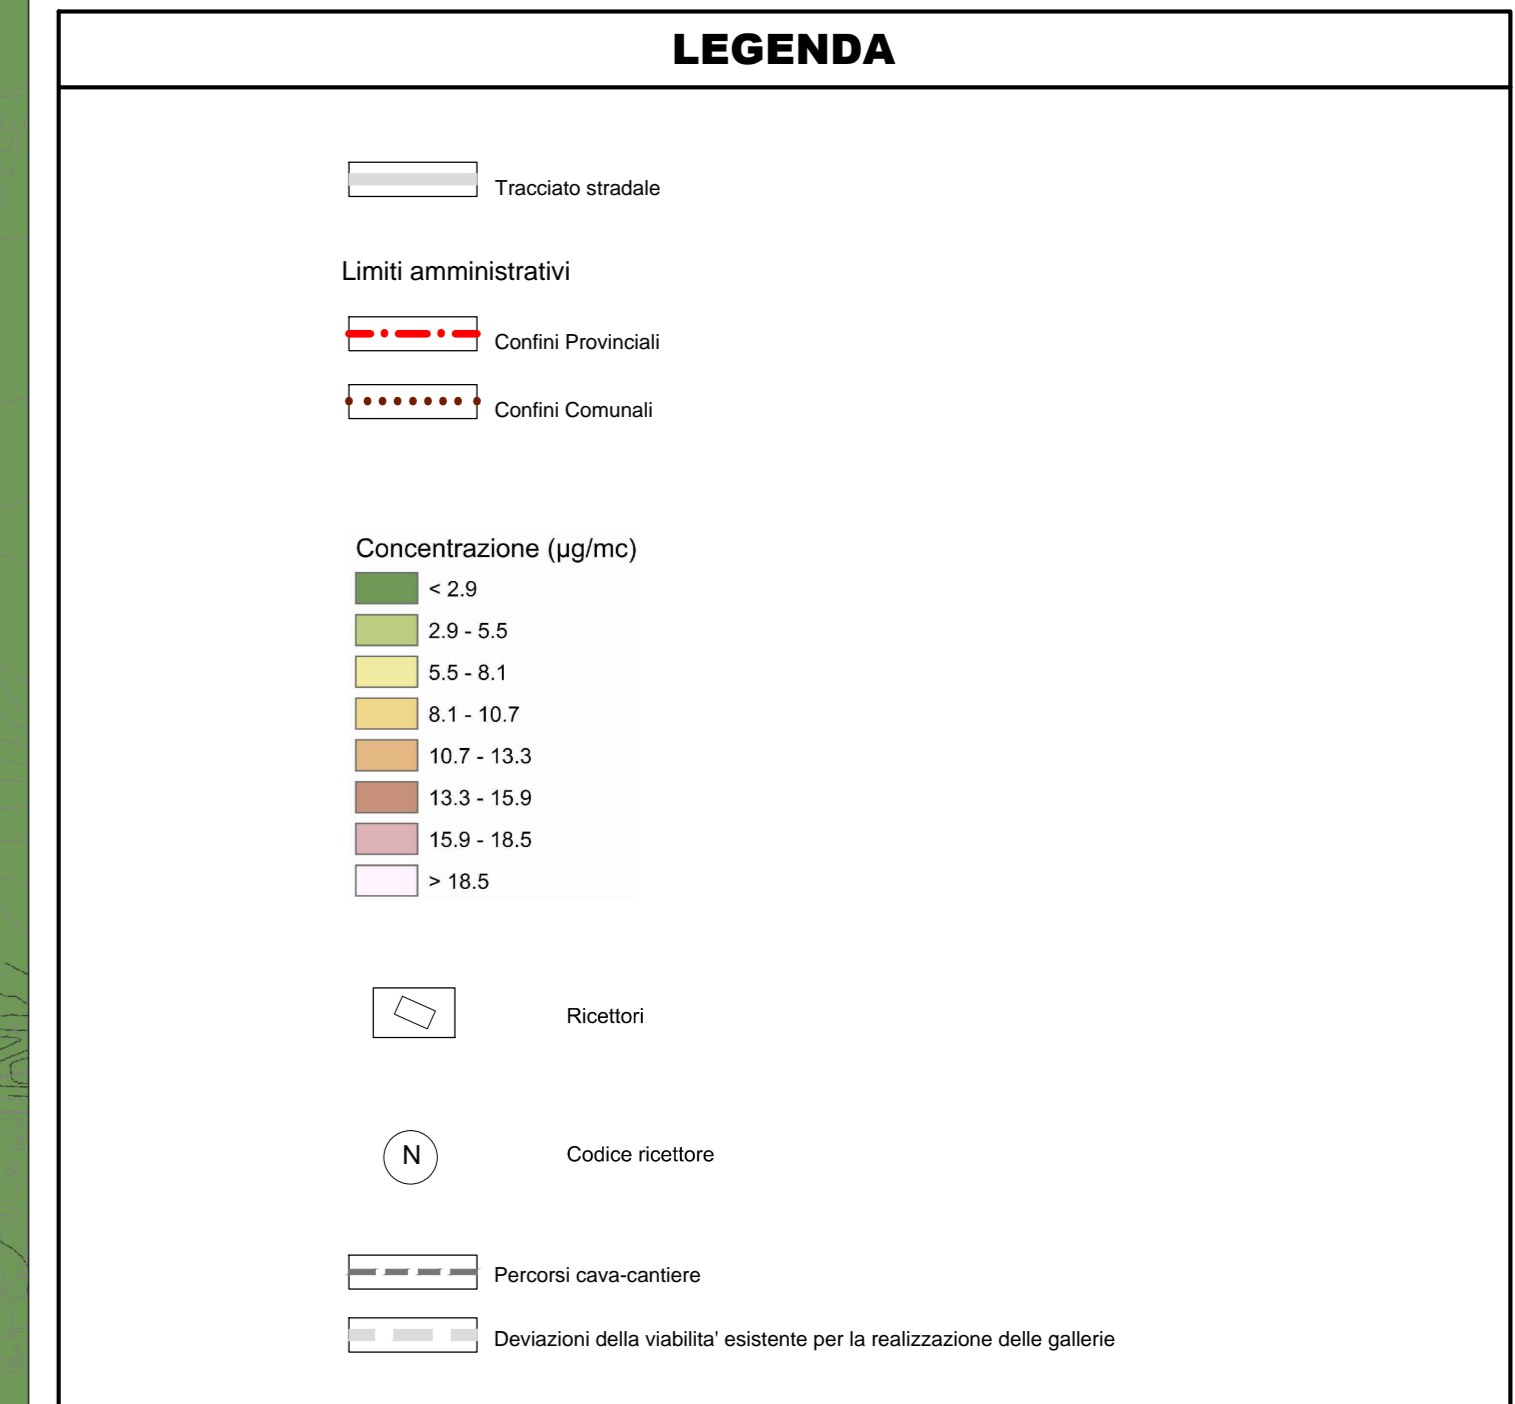 LEGENDA
Tracciato stradale
Limiti amministrativi
Confini Provinciali
Confini Comunali
Concentrazione (µg/mc)
< 2.9
2.9 - 5.5
5.5 - 8.1
8.1 - 10.7
10.7 - 13.3
13.3 - 15.9
15.9 - 18.5
> 18.5
Ricettori
N Codice ricettore
Percorsi cava-cantiere
Deviazioni della viabilita' esistente per la realizzazione delle gallerie